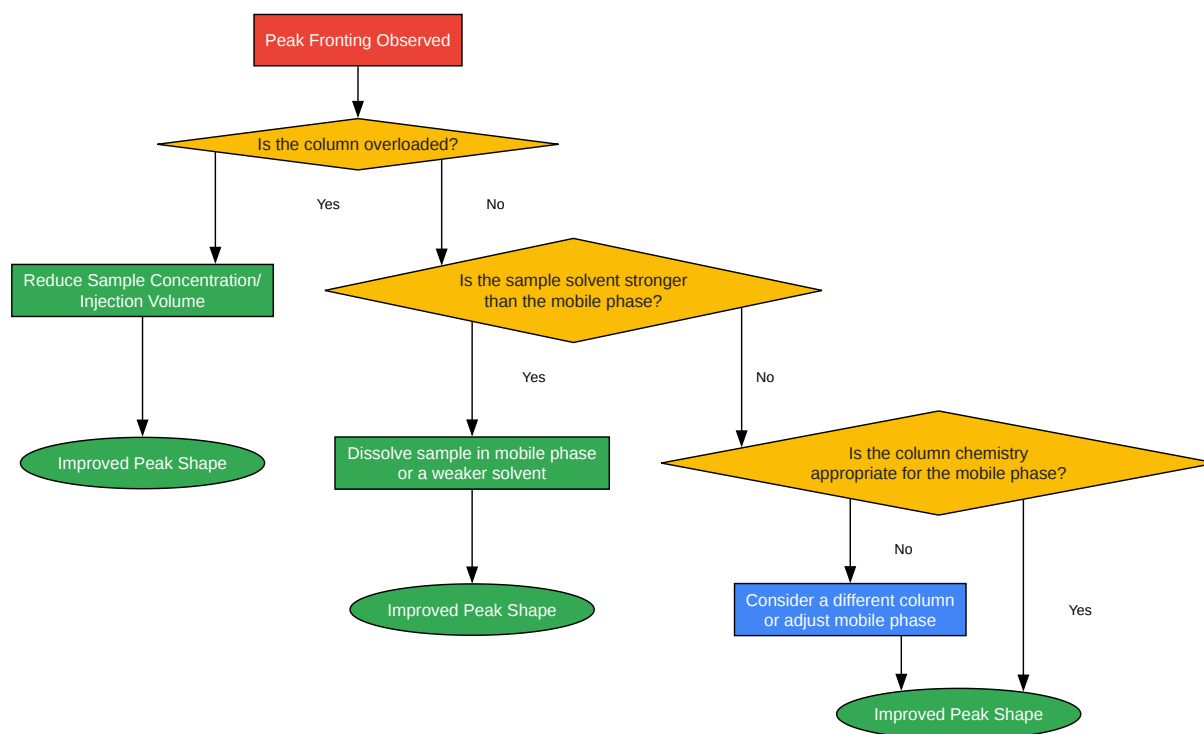 Peak Fronting Observed
Is the column overloaded?
Yes
No
Reduce Sample Concentration/
Injection Volume
Is the sample solvent stronger
than the mobile phase?
Yes
No
Improved Peak Shape
Dissolve sample in mobile phase
or a weaker solvent
Is the column chemistry
appropriate for the mobile phase?
No
Yes
Improved Peak Shape
Consider a different column
or adjust mobile phase
Improved Peak Shape